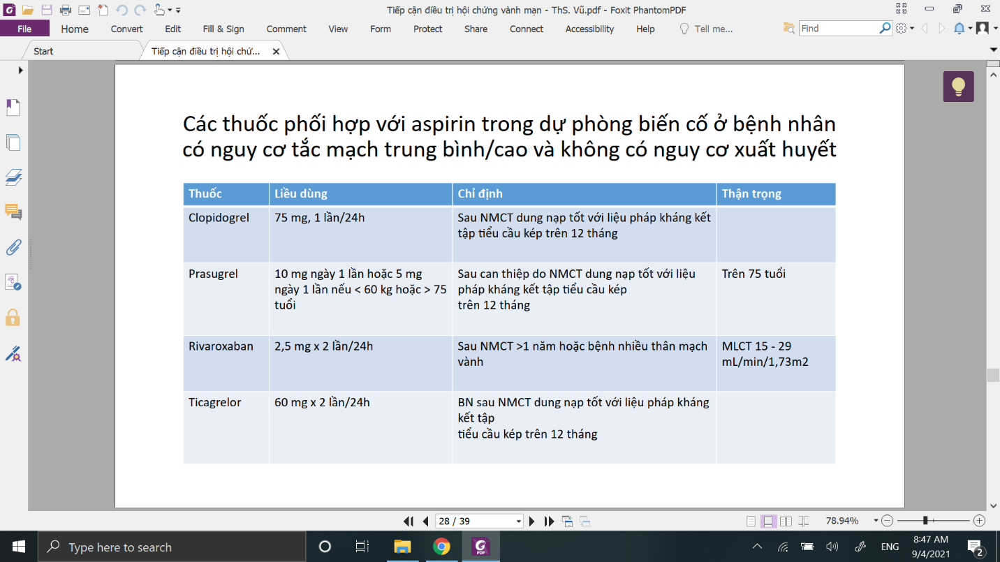 Tiếp cận điều trị hội chứng vành mạn - ThS. Vũ.pdf - Foxit PhantomPDF
File Home Convert Edit Fill & Sign Comment View Form Protect Share Connect Accessibility Help Tell me... Find
Start Tiếp cận điều trị hội chứ...
Các thuốc phối hợp với aspirin trong dự phòng biến cố ở bệnh nhân
có nguy cơ tắc mạch trung bình/cao và không có nguy cơ xuất huyết
Thuốc Liều dùng Chỉ định Thận trọng
Clopidogrel 75 mg, 1 lần/24h Sau NMCT dung nạp tốt với liệu pháp kháng kết
tập tiểu cầu kép trên 12 tháng
Prasugrel 10 mg ngày 1 lần hoặc 5 mg Sau can thiệp do NMCT dung nạp tốt với liệu Trên 75 tuổi
ngày 1 lần nếu < 60 kg hoặc > 75 pháp kháng kết tập tiểu cầu kép
tuổi trên 12 tháng
Rivaroxaban 2,5 mg x 2 lần/24h Sau NMCT >1 năm hoặc bệnh nhiều thân mạch MLCT 15 - 29
vành mL/min/1,73m2
Ticagrelor 60 mg x 2 lần/24h BN sau NMCT dung nạp tốt với liệu pháp kháng
kết tập
tiểu cầu kép trên 12 tháng
28 / 39 78.94%
Type here to search PDF ENG 8:47 AM
9/4/2021 2